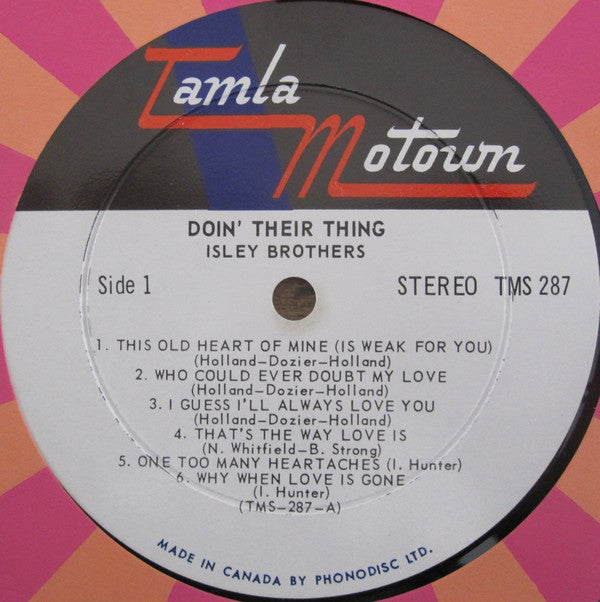 Tamla
Motown
DOIN' THEIR THING
ISLEY BROTHERS
Side 1
STEREO TMS 287
1. THIS OLD HEART OF MINE (IS WEAK FOR YOU)
(Holland–Dozier–Holland)
2. WHO COULD EVER DOUBT MY LOVE
(Holland–Dozier–Holland)
3. I GUESS I'LL ALWAYS LOVE YOU
(Holland–Dozier–Holland)
4. THAT'S THE WAY LOVE IS
(N. Whitfield–B. Strong)
5. ONE TOO MANY HEARTACHES (I. Hunter)
6. WHY WHEN LOVE IS GONE
(I. Hunter)
(TMS–287–A)
MADE IN CANADA BY PHONODISC LTD.